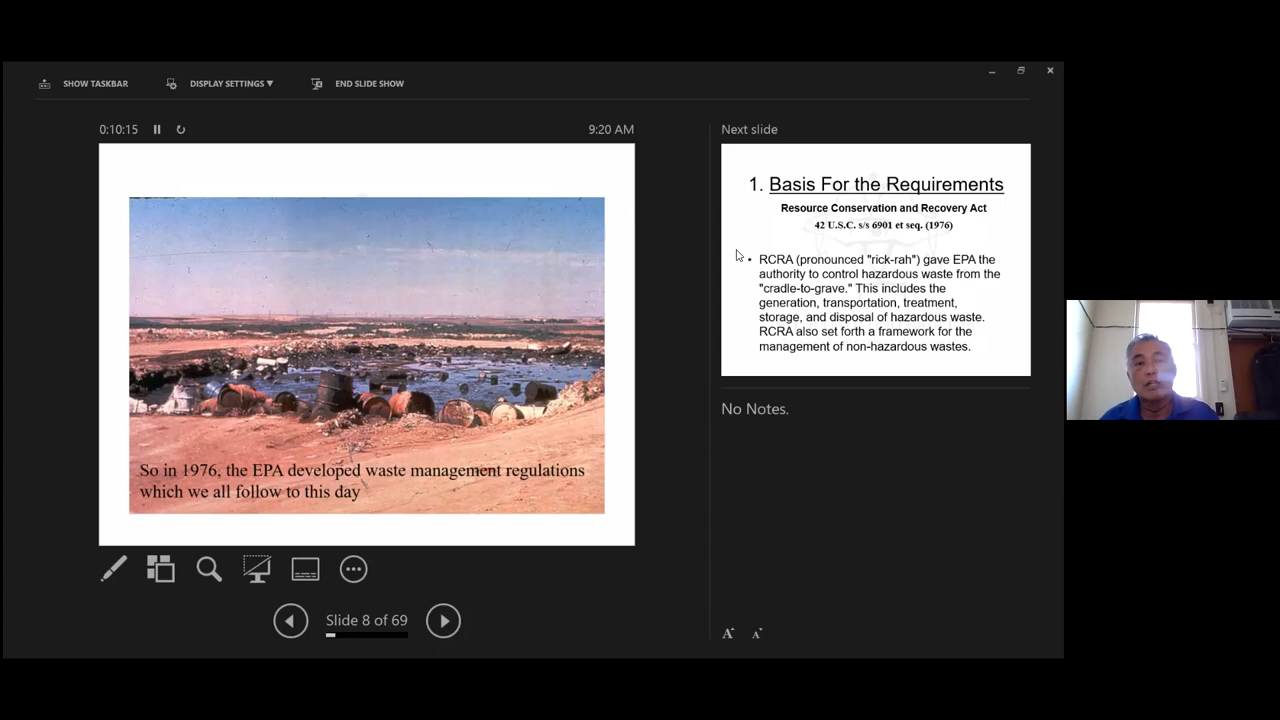 SHOW TASKBAR
DISPLAY SETTINGS ▼
END SLIDE SHOW
0:10:15
9:20 AM
So in 1976, the EPA developed waste management regulations
which we all follow to this day
Slide 8 of 69
Next slide
1. Basis For the Requirements
Resource Conservation and Recovery Act
42 U.S.C. s/s 6901 et seq. (1976)
• RCRA (pronounced "rick-rah") gave EPA the
authority to control hazardous waste from the
"cradle-to-grave." This includes the
generation, transportation, treatment,
storage, and disposal of hazardous waste.
RCRA also set forth a framework for the
management of non-hazardous wastes.
No Notes.
A A